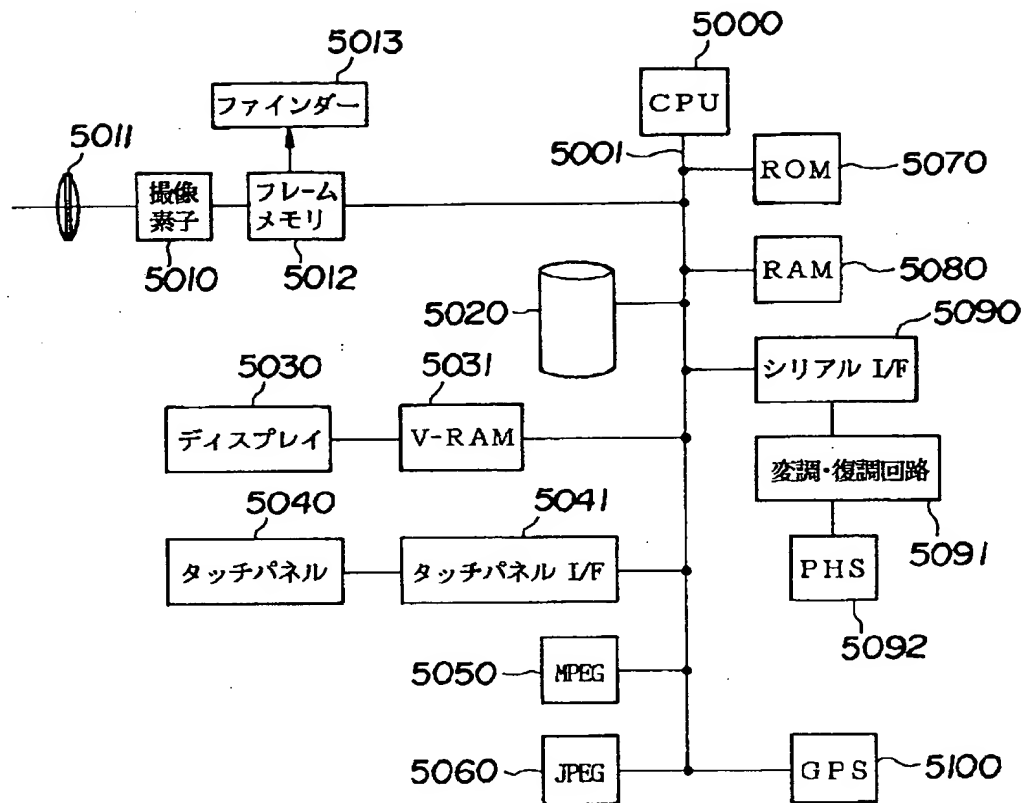 5000
5013
CPU
ファインダー
5011
5001
ROM
5070
撮像
素子
フレーム
メモリ
5010
5012
RAM
5080
5020
5090
シリアル I/F
5030
5031
ディスプレイ
V-RAM
変調・復調回路
5040
5041
5091
タッチパネル
タッチパネル I/F
PHS
5092
5050
MPEG
5060
JPEG
GPS
5100